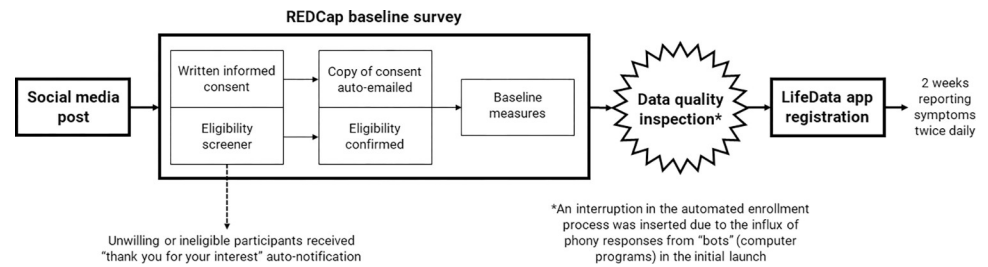 REDCap baseline survey
Social media
post
Written informed
consent
Copy of consent
auto-emailed
Eligibility
screener
Eligibility
confirmed
Baseline
measures
Data quality
inspection*
LifeData app
registration
2 weeks
reporting
symptoms
twice daily
Unwilling or ineligible participants received
“thank you for your interest” auto-notification
*An interruption in the automated enrollment
process was inserted due to the influx of
phony responses from “bots” (computer
programs) in the initial launch